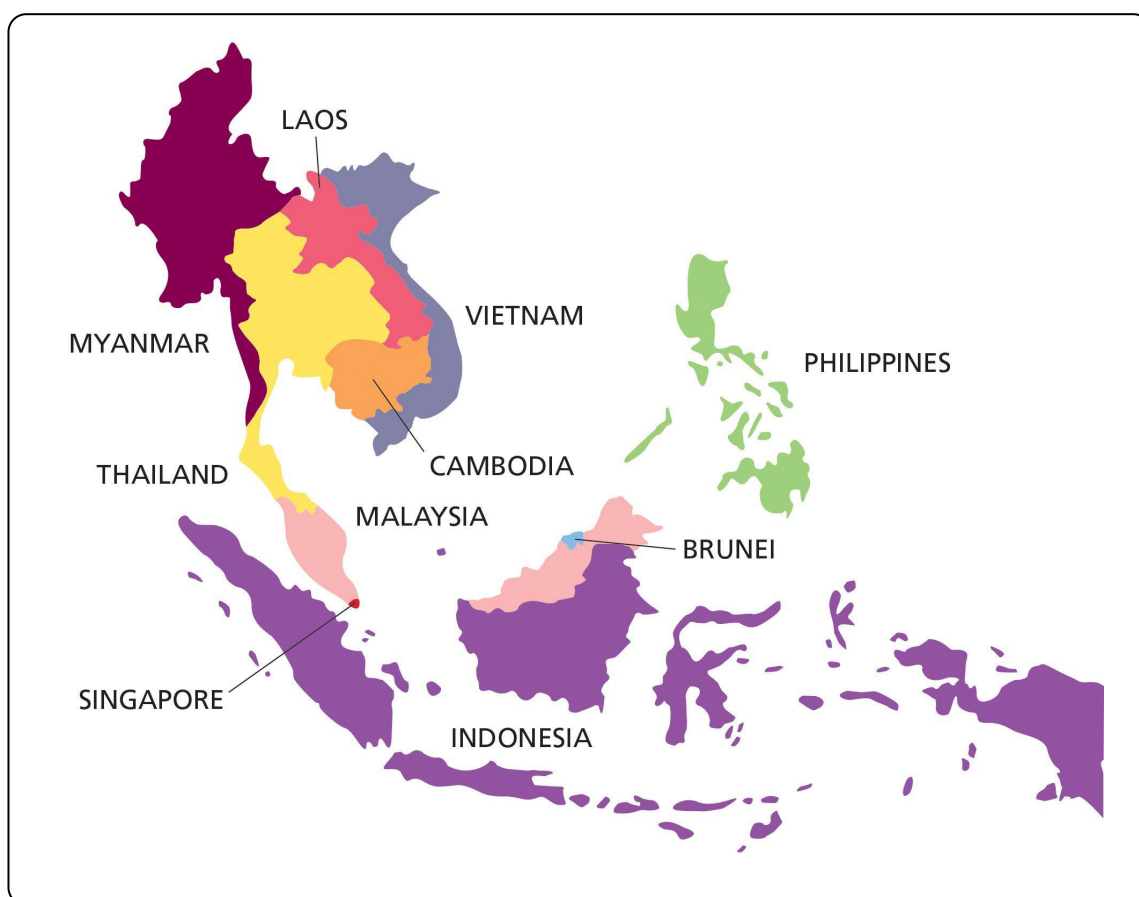 LAOS
VIETNAM
MYANMAR
PHILIPPINES
CAMBODIA
THAILAND
MALAYSIA
BRUNEI
SINGAPORE
INDONESIA